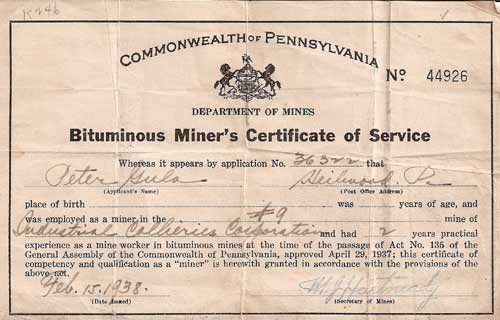 R 246
COMMONWEALTH OF PENNSYLVANIA
No 44926
DEPARTMENT OF MINES
Bituminous Miner's Certificate of Service
Whereas it appears by application No. 36322 that
Peter Gula Heilwood, Pa
(Applicant's Name) (Post Office Address)
place of birth was years of age, and
was employed as a miner in the #9 mine of
Industrial Collieries Corporation and had 2 years practical
experience as a mine worker in bituminous mines at the time of the passage of Act No. 135 of
the General Assembly of the Commonwealth of Pennsylvania, approved April 29, 1937; this certificate of
competency and qualification as a "miner" is herewith granted in accordance with the provisions of the
above act.
Feb. 15. 1938.
(Date Issued) (Secretary of Mines)